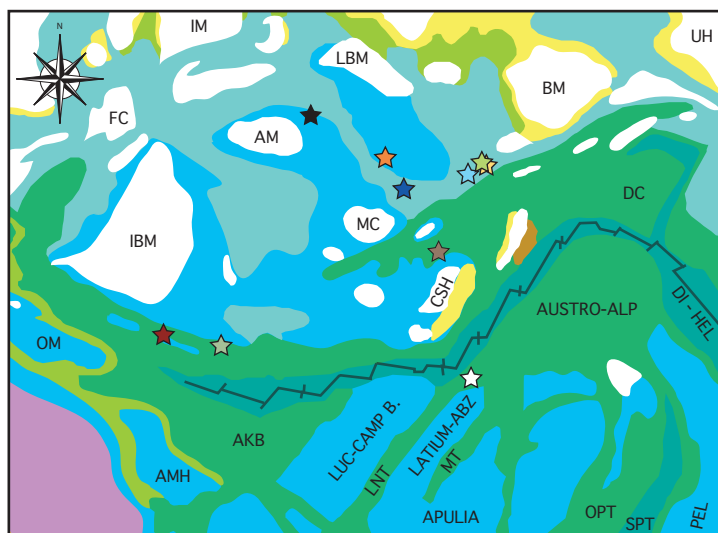 N
IM
LBM
UH
BM
FC
AM
DC
MC
IBM
CSH
DI - HEL
AUSTRO-ALP
OM
LUC-CAMP B.
LATIUM-ABZ
AKB
LNT
MT
AMH
APULIA
OPT
SPT
PEL